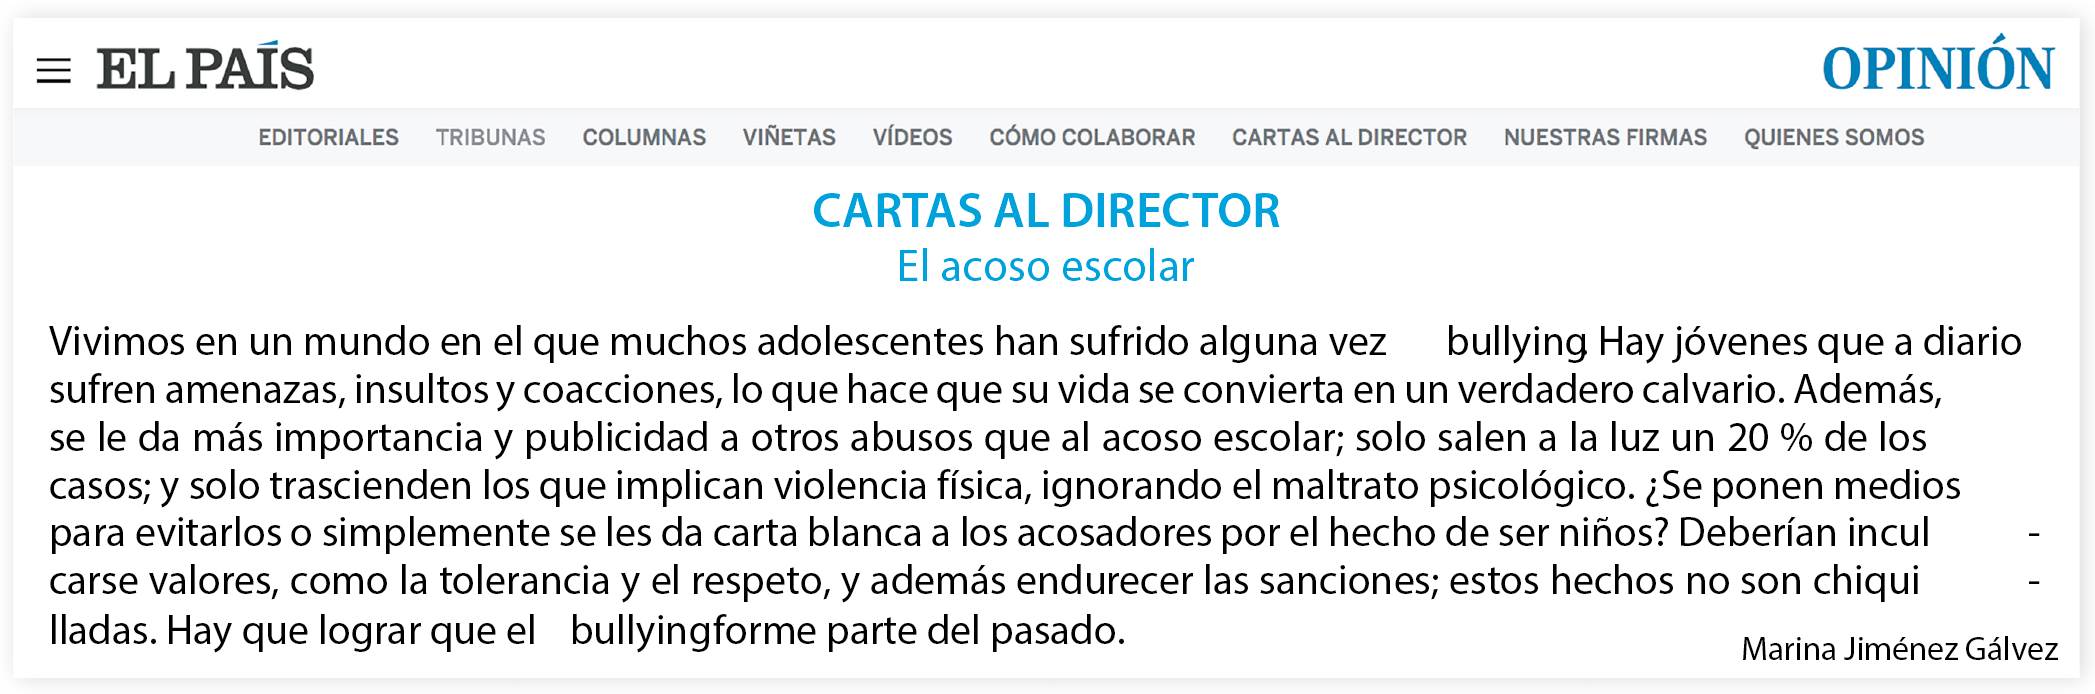 EL PAÍS
OPINIÓN
EDITORIALES TRIBUNAS COLUMNAS VIÑETAS VÍDEOS CÓMO COLABORAR CARTAS AL DIRECTOR NUESTRAS FIRMAS QUIENES SOMOS
CARTAS AL DIRECTOR
El acoso escolar
Vivimos en un mundo en el que muchos adolescentes han sufrido alguna vez bullying. Hay jóvenes que a diario
sufren amenazas, insultos y coacciones, lo que hace que su vida se convierta en un verdadero calvario. Además,
se le da más importancia y publicidad a otros abusos que al acoso escolar; solo salen a la luz un 20 % de los
casos; y solo trascienden los que implican violencia física, ignorando el maltrato psicológico. ¿Se ponen medios
para evitarlos o simplemente se les da carta blanca a los acosadores por el hecho de ser niños? Deberían incul -
carse valores, como la tolerancia y el respeto, y además endurecer las sanciones; estos hechos no son chiqui -
lladas. Hay que lograr que el bullyingforme parte del pasado.
Marina Jiménez Gálvez